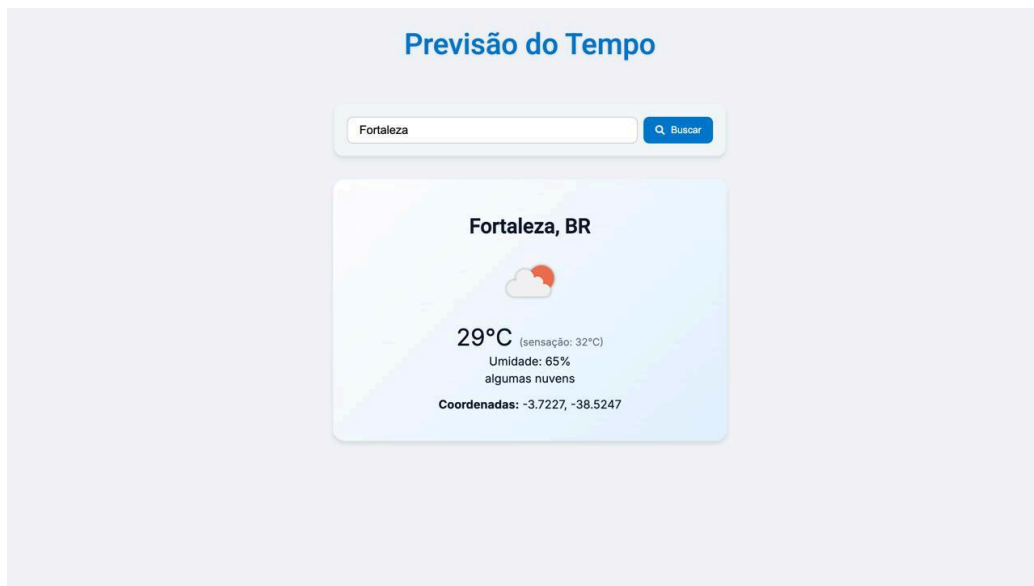 Previsão do Tempo
Fortaleza
Buscar
Fortaleza, BR
29°C (sensação: 32°C)
Umidade: 65%
algumas nuvens
Coordenadas: -3.7227, -38.5247